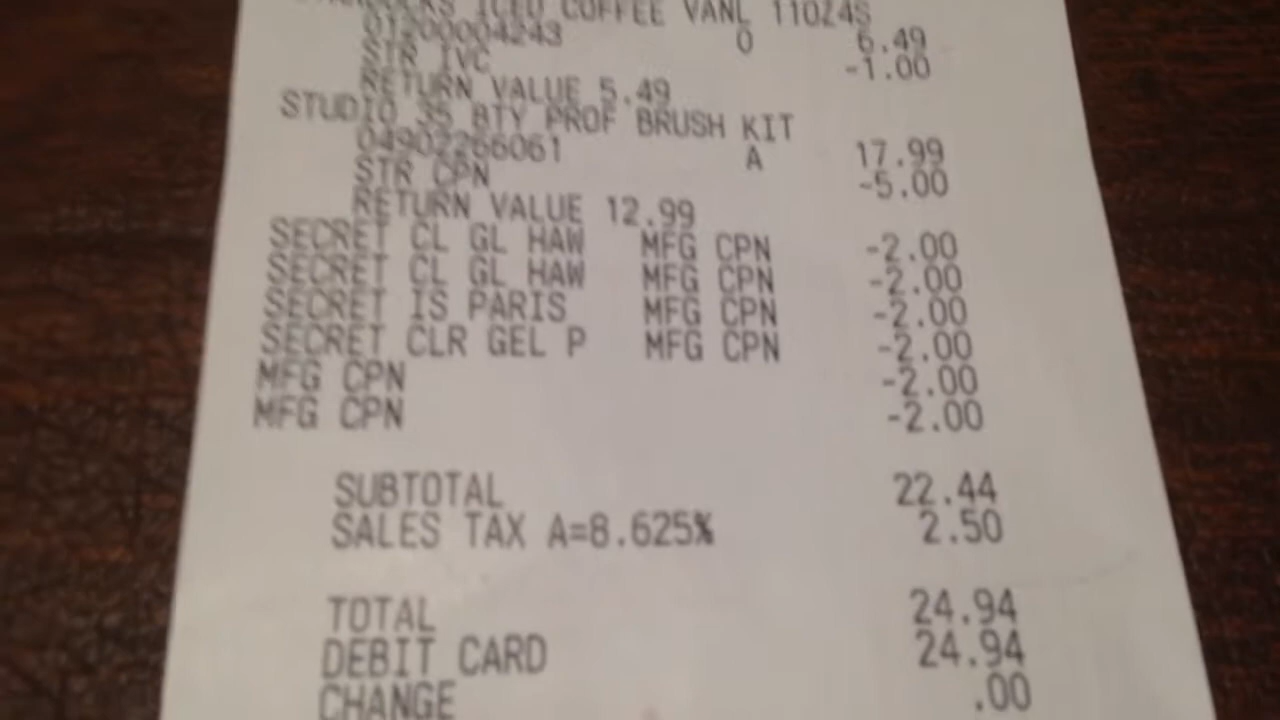 ICED COFFEE VANL 11OZ4S
01200004243 0 6.49
STR IVC -1.00
RETURN VALUE 5.49
STUDIO 35 BTY PROF BRUSH KIT
04902266061 A 17.99
STR CPN -5.00
RETURN VALUE 12.99
SECRET CL GL HAW MFG CPN -2.00
SECRET CL GL HAW MFG CPN -2.00
SECRET IS PARIS MFG CPN -2.00
SECRET CLR GEL P MFG CPN -2.00
MFG CPN -2.00
MFG CPN -2.00
SUBTOTAL 22.44
SALES TAX A=8.625% 2.50
TOTAL 24.94
DEBIT CARD 24.94
CHANGE .00